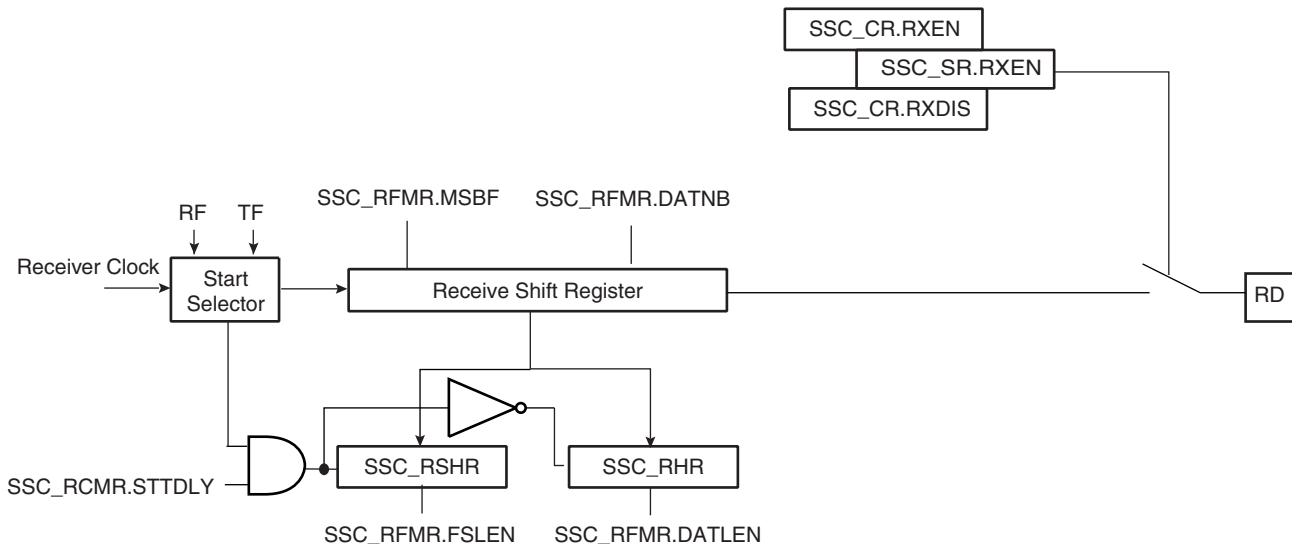 SSC_CR.RXEN
SSC_SR.RXEN
SSC_CR.RXDIS
SSC_RFMR.MSBF
SSC_RFMR.DATNB
RF
TF
Receiver Clock
Start
Selector
Receive Shift Register
RD
SSC_RSHR
SSC_RHR
SSC_RCMR.STTDLY
SSC_RFMR.FSLEN
SSC_RFMR.DATLEN